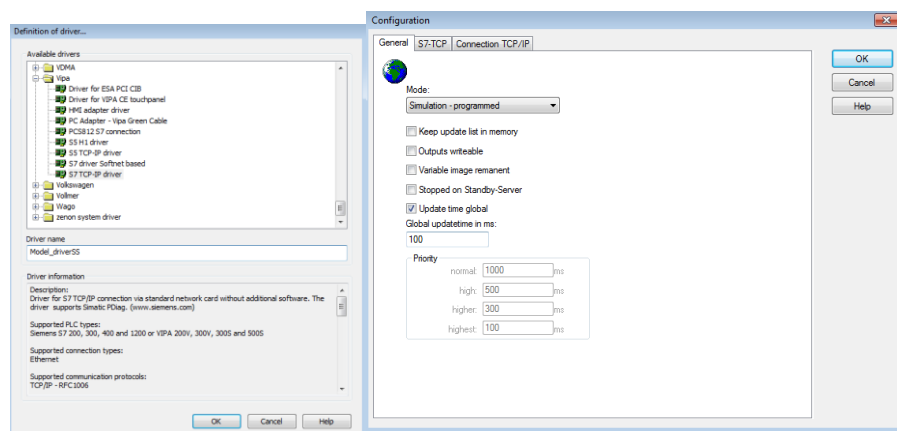 Definition of driver...
Available drivers
VDMA
Vipa
Driver for ESA PCI CIB
Driver for VIPA CE touchpanel
HMI adapter driver
PC Adapter - Vipa Green Cable
PC5812 S7 connection
S5 H1 driver
S5 TCP-IP driver
S7 driver Softnet based
S7 TCP-IP driver
Volkswagen
Vollmer
Wago
zenon system driver
Driver name
Model_driverSS
Driver information
Description:
Driver for S7 TCP/IP connection via standard network card without additional software. The
driver supports Simatic PDiag. (www.siemens.com)
Supported PLC types:
Siemens S7 200, 300, 400 and 1200 or VIPA 200V, 300V, 300S and 500S
Supported connection types:
Ethernet
Supported communication protocols:
TCP/IP - RFC1006
OK
Cancel
Help
Configuration
General
S7-TCP
Connection TCP/IP
OK
Cancel
Help
Mode:
Simulation - programmed
Keep update list in memory
Outputs writeable
Variable image remanent
Stopped on Standby-Server
Update time global
Global updatetime in ms:
100
Priority
normal: 1000 ms
high: 500 ms
higher: 300 ms
highest: 100 ms